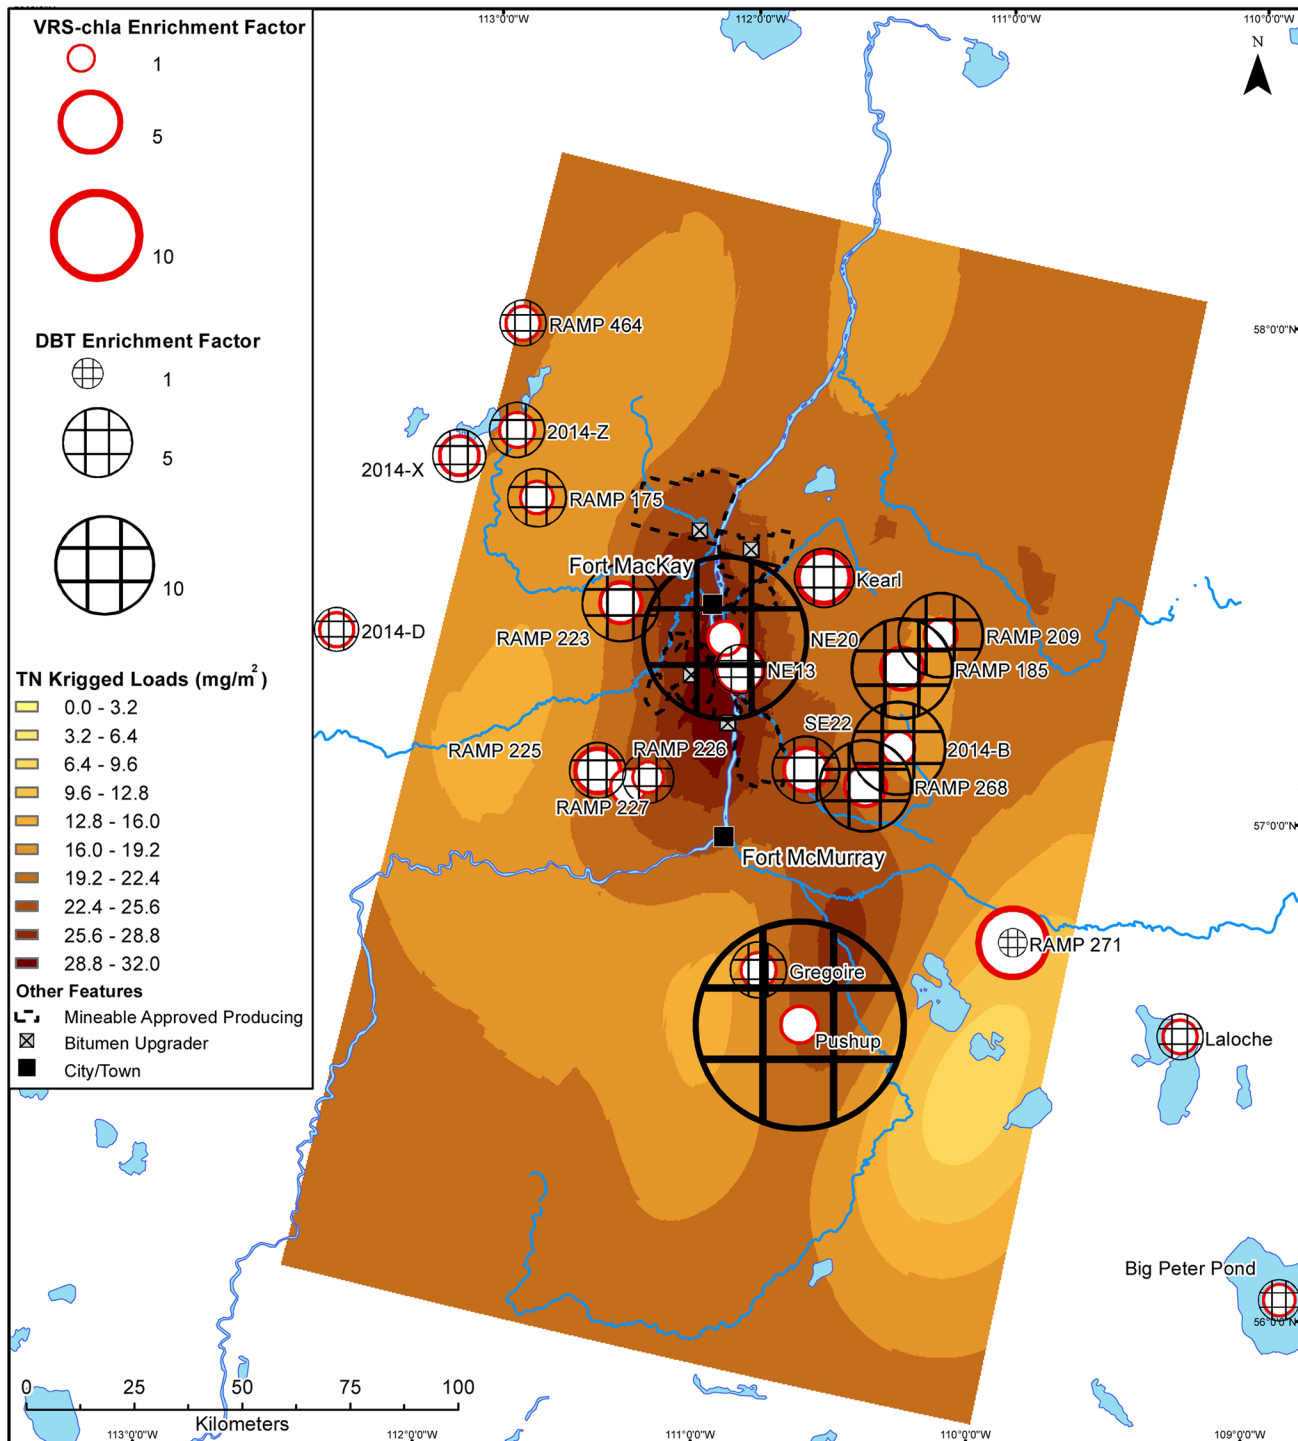 113°0'0"W
112°0'0"W
111°0'0"W
110°0'0"W
VRS-chla Enrichment Factor
1
5
10
DBT Enrichment Factor
1
5
10
TN Krigged Loads (mg/m²)
0.0 - 3.2
3.2 - 6.4
6.4 - 9.6
9.6 - 12.8
12.8 - 16.0
16.0 - 19.2
19.2 - 22.4
22.4 - 25.6
25.6 - 28.8
28.8 - 32.0
Other Features
Mineable Approved Producing
Bitumen Upgrader
City/Town
N
58°0'0"N
RAMP 464
2014-Z
2014-X
RAMP 175
Fort MacKay
Kearl
2014-D
RAMP 223
NE20
RAMP 209
NE13
RAMP 185
SE22
RAMP 225
RAMP 226
2014-B
RAMP 268
RAMP 227
57°0'0"N
Fort McMurray
RAMP 271
Gregoire
Pushup
Laloche
Big Peter Pond
56°0'0"N
0 25 50 75 100
Kilometers
113°0'0"W
112°0'0"W
111°0'0"W
110°0'0"W
109°0'0"W